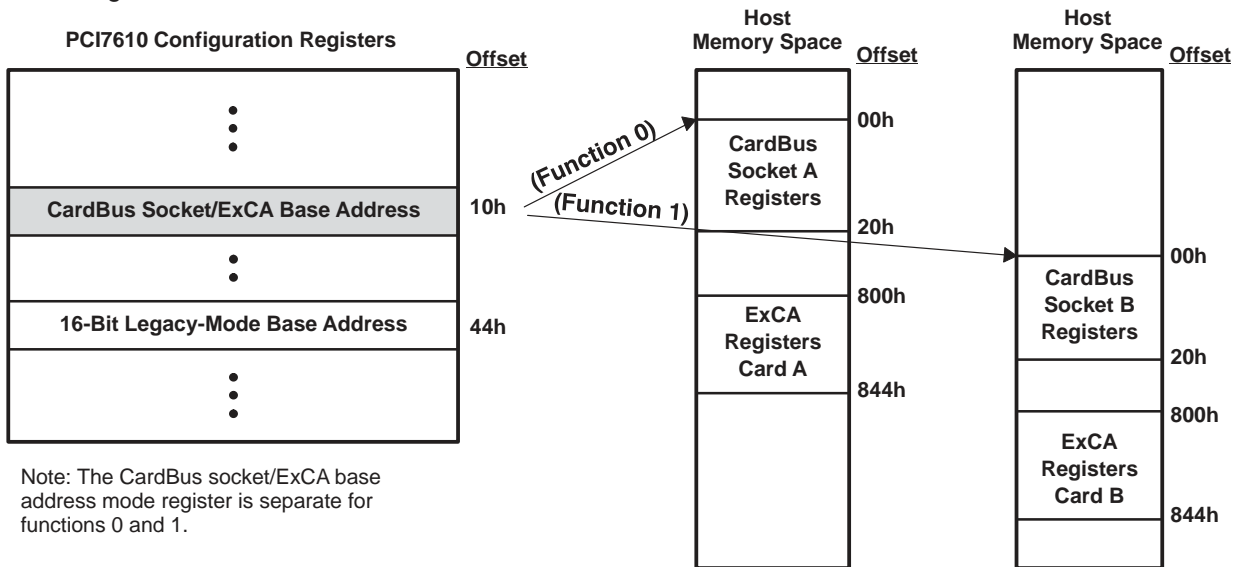 PCI7610 Configuration Registers
Offset
CardBus Socket/ExCA Base Address
10h
16-Bit Legacy-Mode Base Address
44h
Note: The CardBus socket/ExCA base
address mode register is separate for
functions 0 and 1.
(Function 0)
(Function 1)
Host
Memory Space
Offset
00h
CardBus
Socket A
Registers
20h
800h
ExCA
Registers
Card A
844h
Host
Memory Space
Offset
00h
CardBus
Socket B
Registers
20h
800h
ExCA
Registers
Card B
844h